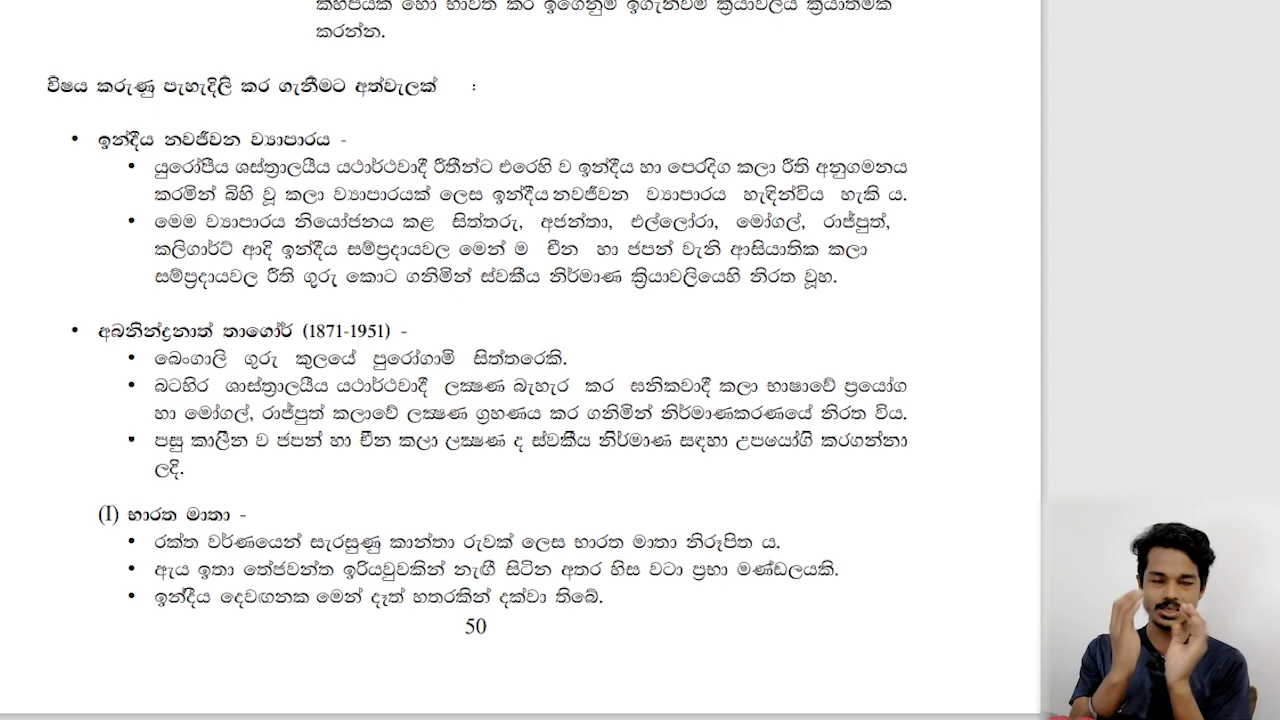 කිහිපයක් හෝ භාවිත කර ඉගෙනුම් ඉගැන්වීම් ක්‍රියාවලිය ක්‍රියාත්මක
කරන්න.
විෂය කරුණු පැහැදිලි කර ගැනීමට අත්වැලක් :
• ඉන්දීය නවජීවන ව්‍යාපාරය -
• යුරෝපීය ශස්ත්‍රාලයීය යථාර්ථවාදී රීතීන්ට එරෙහි ව ඉන්දීය හා පෙරදිග කලා රීති අනුගමනය
කරමින් බිහි වූ කලා ව්‍යාපාරයක් ලෙස ඉන්දීය නවජීවන ව්‍යාපාරය හැඳින්විය හැකි ය.
• මෙම ව්‍යාපාරය නියෝජනය කළ සිත්තරු, අජන්තා, එල්ලෝරා, මෝගල්, රාජ්පුත්,
කලිගාර්ට් ආදි ඉන්දීය සම්ප්‍රදායවල මෙන් ම චීන හා ජපන් වැනි ආසියාතික කලා
සම්ප්‍රදායවල රීති ගුරු කොට ගනිමින් ස්වකීය නිර්මාණ ක්‍රියාවලියෙහි නිරත වූහ.
• අබනින්ද්‍රනාත් තාගෝර් (1871-1951) -
• බෙංගාලි ගුරු කුලයේ පුරෝගාමි සිත්තරෙකි.
• බටහිර ශාස්ත්‍රාලයීය යථාර්ථවාදී ලක්‍ෂණ බැහැර කර ඝනිකවාදී කලා භාෂාවේ ප්‍රයෝග
හා මෝගල්, රාජ්පුත් කලාවේ ලක්‍ෂණ ග්‍රහණය කර ගනිමින් නිර්මාණකරණයේ නිරත විය.
• පසු කාලීන ව ජපන් හා චීන කලා ලක්‍ෂණ ද ස්වකීය නිර්මාණ සඳහා උපයෝගි කරගන්නා
ලදි.
(I) භාරත මාතා -
• රක්ත වර්ණයෙන් සැරසුණු කාන්තා රුවක් ලෙස භාරත මාතා නිරූපිත ය.
• ඇය ඉතා තේජවන්ත ඉරියව්වකින් නැඟී සිටින අතර හිස වටා ප්‍රභා මණ්ඩලයකි.
• ඉන්දීය දෙවඟනක මෙන් දෑත් හතරකින් දක්වා තිබේ.
50